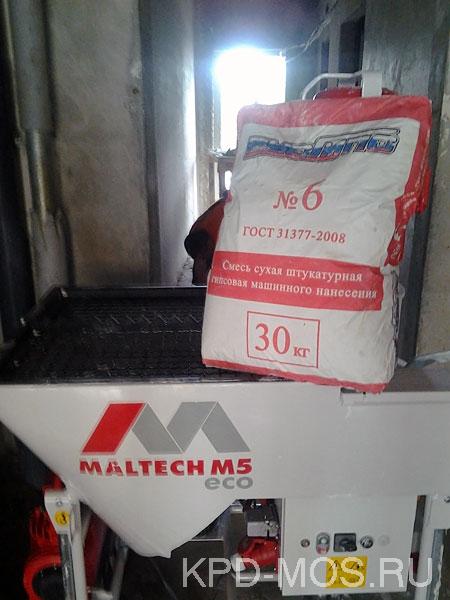 №6
ГОСТ 31377-2008
Смесь сухая штукатурная
гипсовая машинного нанесения
30 кг
MALTECH M5
eco
KPD-MOS.RU